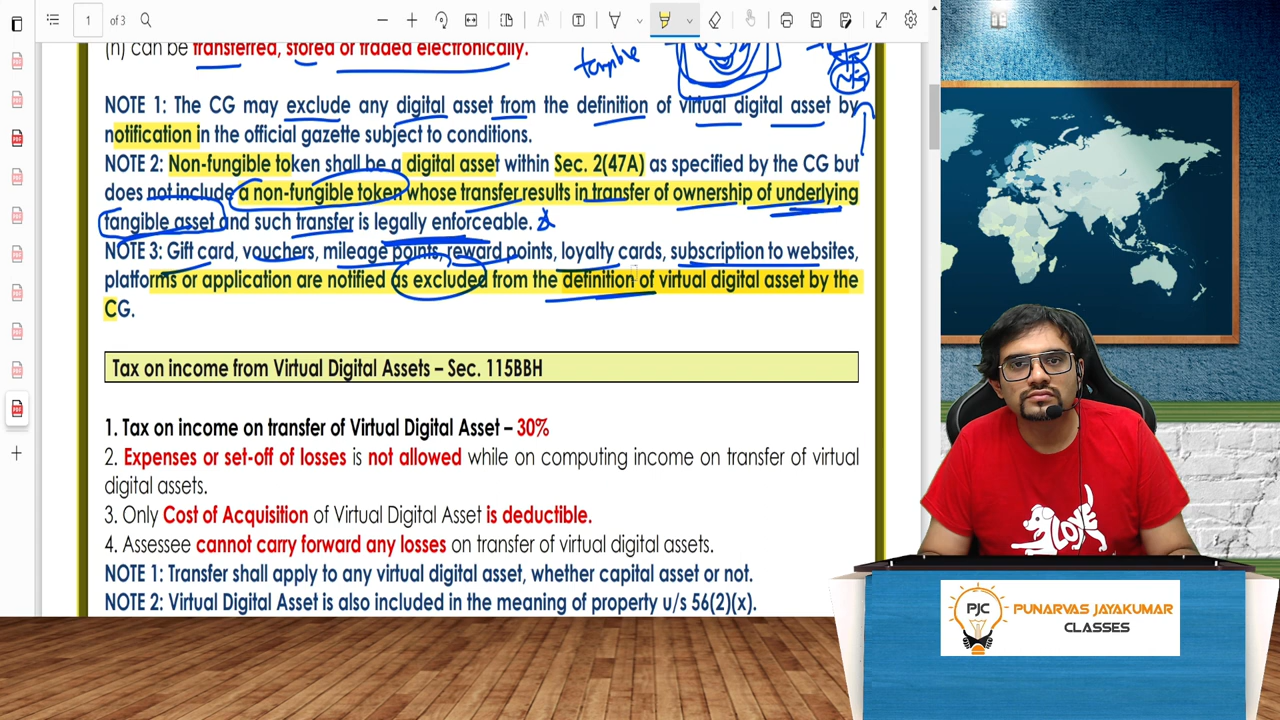 1 of 3
(ii) can be transferred, stored or traded electronically.
tangible
NOTE 1: The CG may exclude any digital asset from the definition of virtual digital asset by
notification in the official gazette subject to conditions.
NOTE 2: Non-fungible token shall be a digital asset within Sec. 2(47A) as specified by the CG but
does not include a non-fungible token whose transfer results in transfer of ownership of underlying
tangible asset and such transfer is legally enforceable.
NOTE 3: Gift card, vouchers, mileage points, reward points, loyalty cards, subscription to websites,
platforms or application are notified as excluded from the definition of virtual digital asset by the
CG.
Tax on income from Virtual Digital Assets – Sec. 115BBH
1. Tax on income on transfer of Virtual Digital Asset – 30%
2. Expenses or set-off of losses is not allowed while on computing income on transfer of virtual
digital assets.
3. Only Cost of Acquisition of Virtual Digital Asset is deductible.
4. Assessee cannot carry forward any losses on transfer of virtual digital assets.
NOTE 1: Transfer shall apply to any virtual digital asset, whether capital asset or not.
NOTE 2: Virtual Digital Asset is also included in the meaning of property u/s 56(2)(x).
LOVE
PJC
PUNARVAS JAYAKUMAR
CLASSES